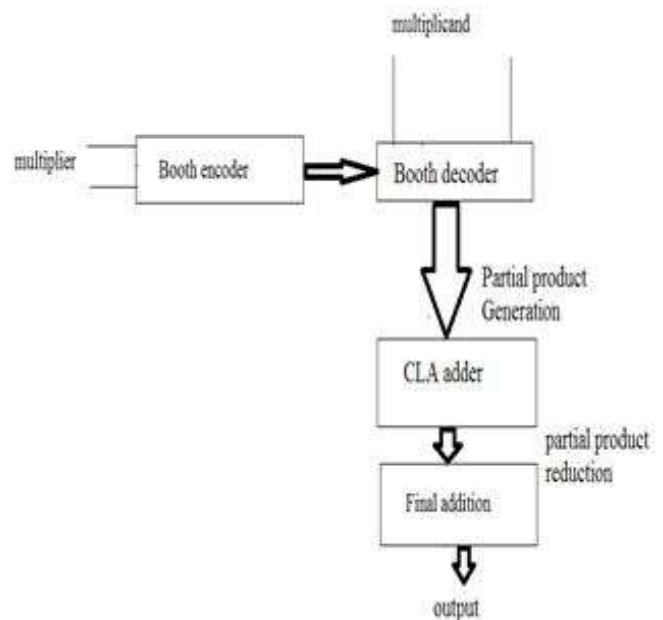 multiplicand
multiplier
Booth encoder
Booth decoder
Partial product
Generation
CLA adder
partial product
reduction
Final addition
output